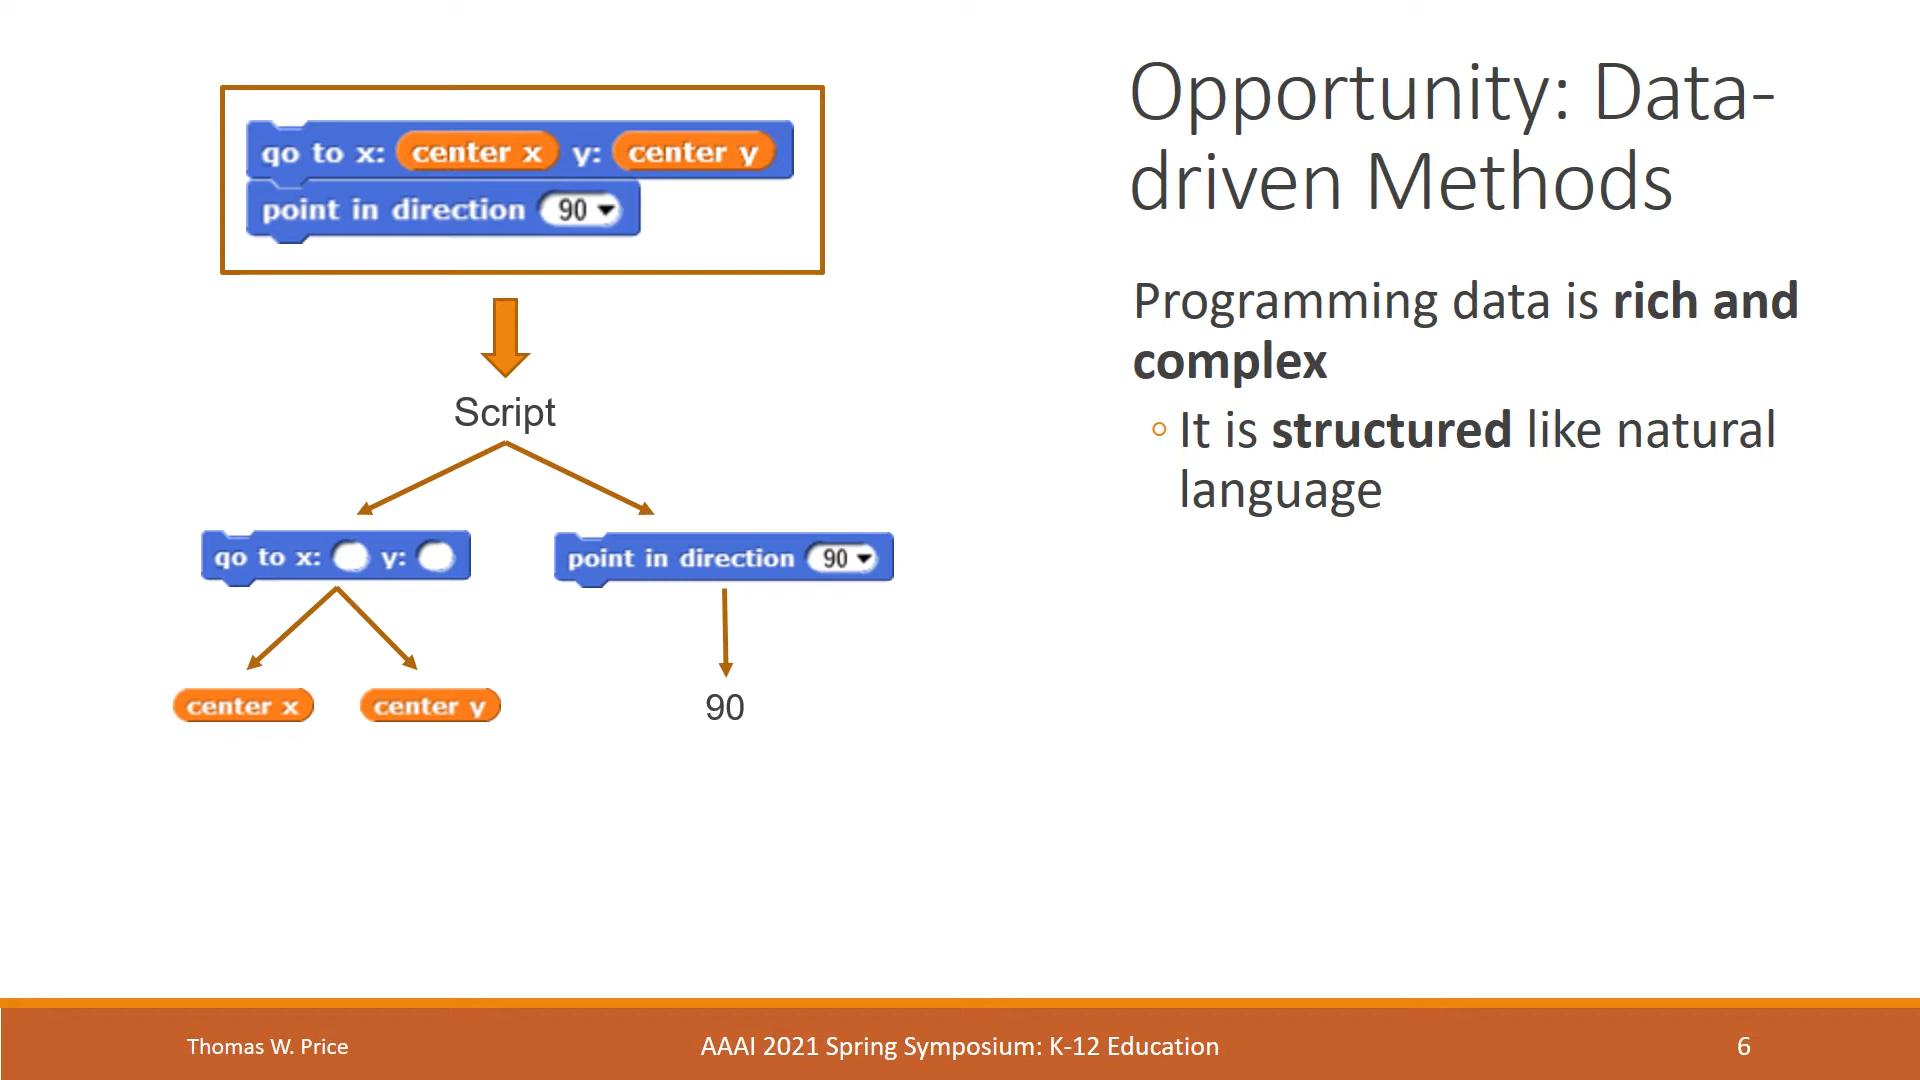 Opportunity: Data-
driven Methods
Programming data is rich and
complex
It is structured like natural
language
go to x: center x y: center y
point in direction 90
Script
go to x: y:
point in direction 90
center x
center y
90
Thomas W. Price
AAAI 2021 Spring Symposium: K-12 Education
6